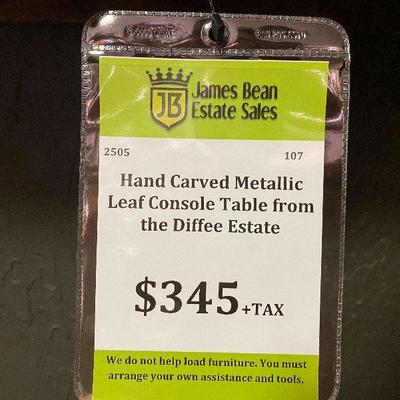 JB
James Bean
Estate Sales
2505 107
Hand Carved Metallic
Leaf Console Table from
the Diffee Estate
$345+TAX
We do not help load furniture. You must
arrange your own assistance and tools.